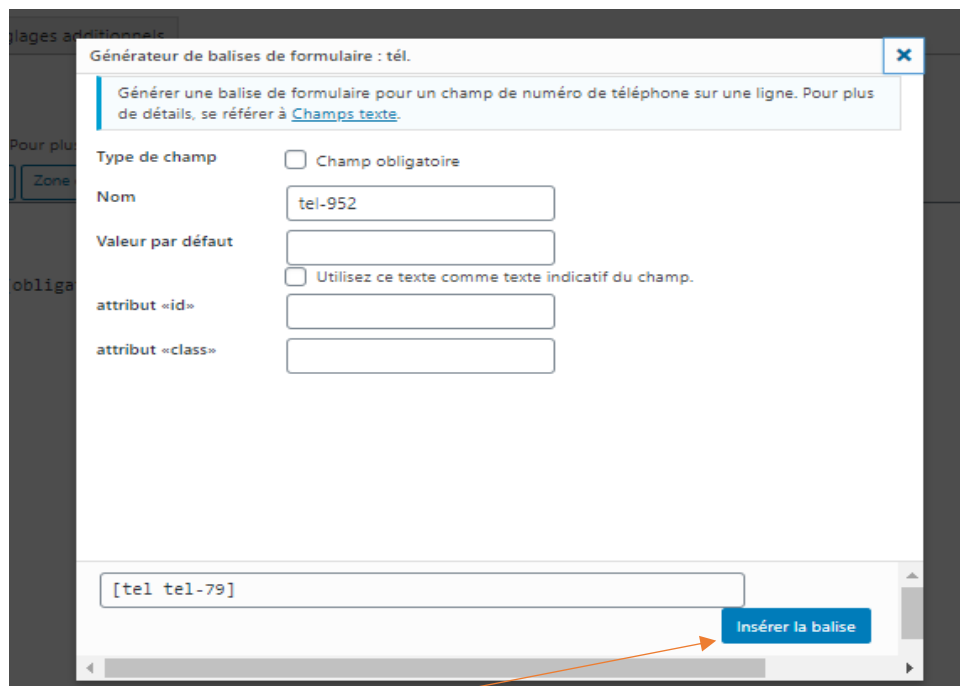 glages additionnels
Générateur de balises de formulaire : tél.
Générer une balise de formulaire pour un champ de numéro de téléphone sur une ligne. Pour plus
de détails, se référer à Champs texte.
Pour plu
Type de champ
Champ obligatoire
Zone
Nom
tel-952
Valeur par défaut
Utilisez ce texte comme texte indicatif du champ.
obliga
attribut «id»
attribut «class»
[tel tel-79]
Insérer la balise